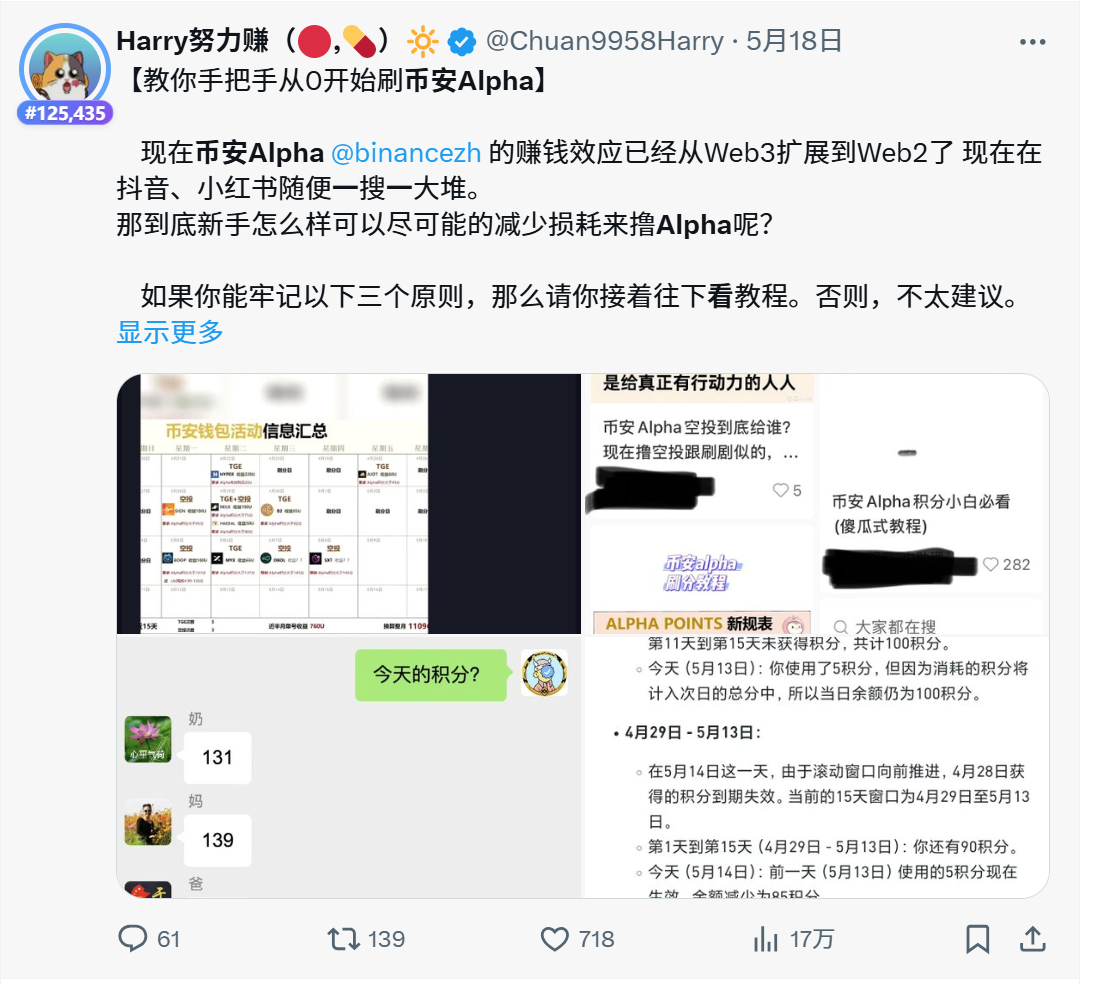 Harry努力赚（🔴,💊）🔆 @Chuan9958Harry · 5月18日
#125,435
【教你手把手从0开始刷币安Alpha】
现在币安Alpha @binancezh 的赚钱效应已经从Web3扩展到Web2了 现在在
抖音、小红书随便一搜一大堆。
那到底新手怎么样可以尽可能的减少损耗来撸Alpha呢?
如果你能牢记以下三个原则，那么请你接着往下看教程。否则，不太建议。
显示更多
币安钱包活动信息汇总
星期一 星期二 星期三 星期四 星期五
TGE
刷分日
刷分日
TGE
空投
TGE+空投
TGE
刷分日
刷分日
空投
TGE
空投
空投
近半月单号收益 760U
是给真正有行动力的人人
币安 Alpha 空投到底给谁?
现在撸空投跟刷剧似的，...
5
币安alpha
刷分教程
ALPHA POINTS 新规表
币安 Alpha 积分小白必看
(傻瓜式教程)
282
大家都在搜
今天的积分?
奶
131
妈
139
爸
第11天到第15天未获得积分，共计100积分。
今天 (5月13日)：你使用了5积分，但因为消耗的积分将
计入次日的总分中，所以当日余额仍为100积分。
• 4月29日 - 5月13日：
在5月14日这一天，由于滚动窗口向前推进，4月28日获
得的积分到期失效。当前的15天窗口为4月29日至5月13
日。
第1天到第15天 (4月29日 - 5月13日)：你还有90积分。
今天 (5月14日)：前一天 (5月13日) 使用的5积分现在
生效，余额减少为85积分
61
139
718
17万